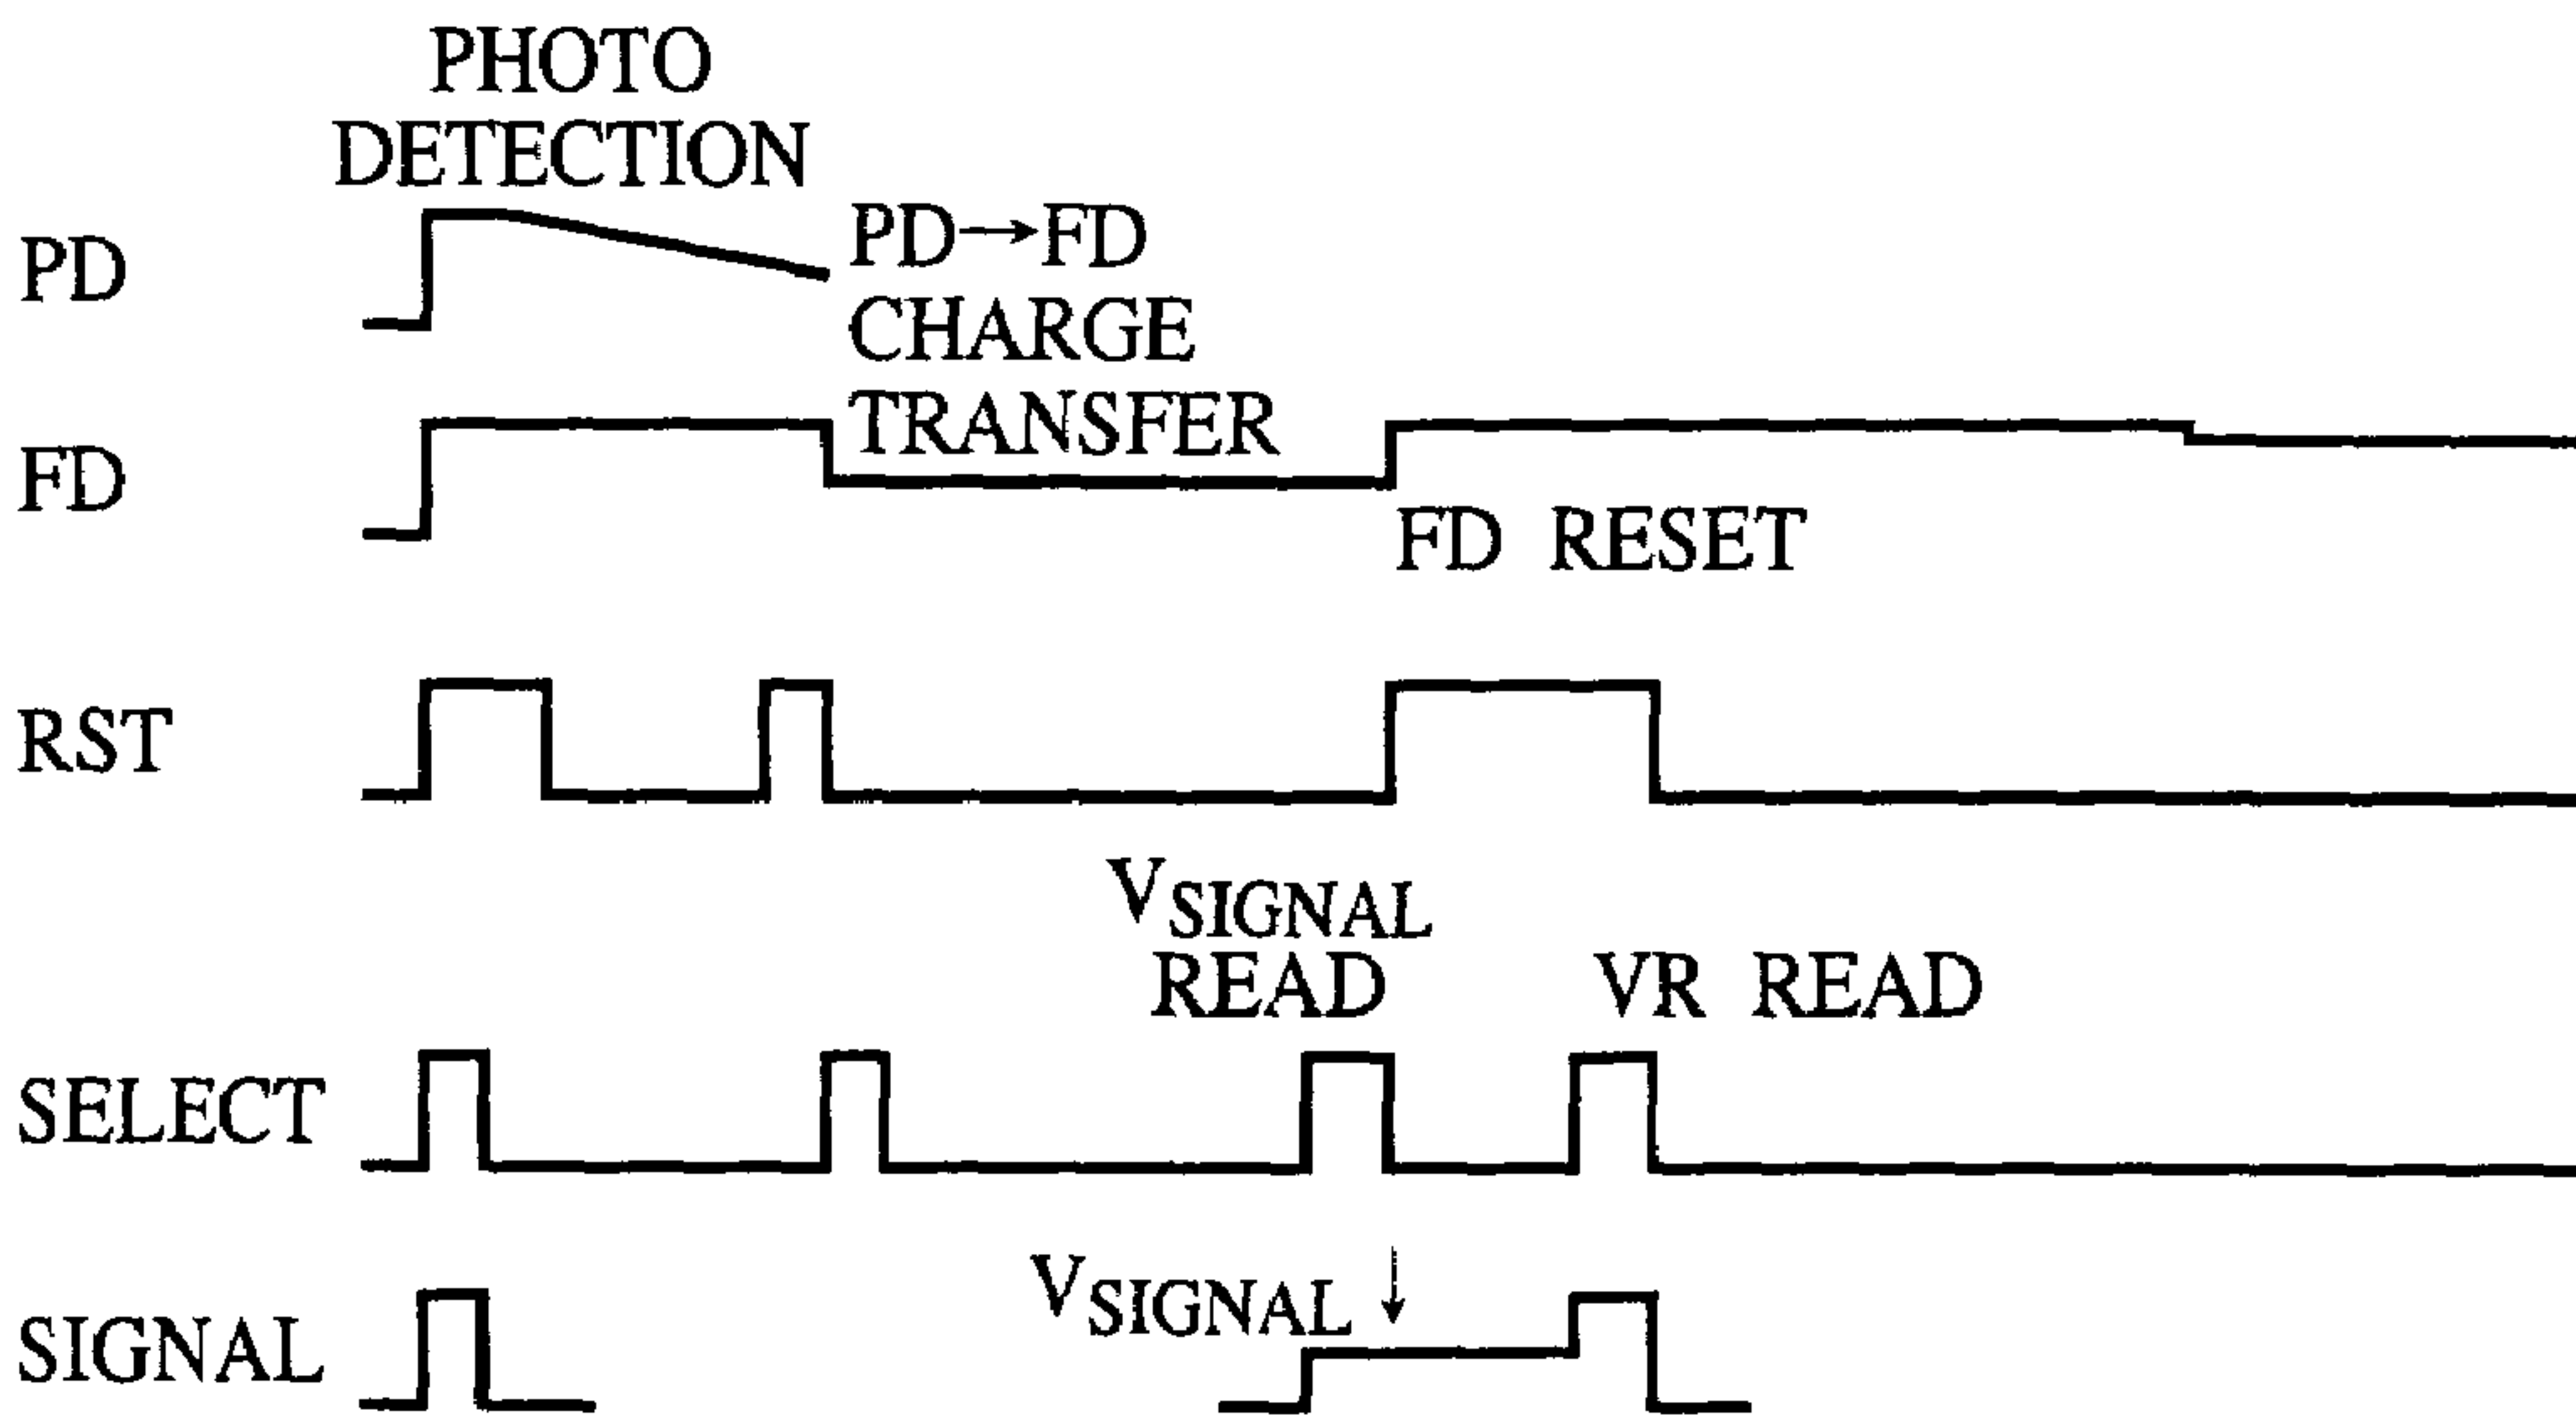 PHOTO
DETECTION
PD
PD→FD
CHARGE
TRANSFER
FD
FD RESET
RST
VSIGNAL
READ
VR READ
SELECT
VSIGNAL ↓
SIGNAL